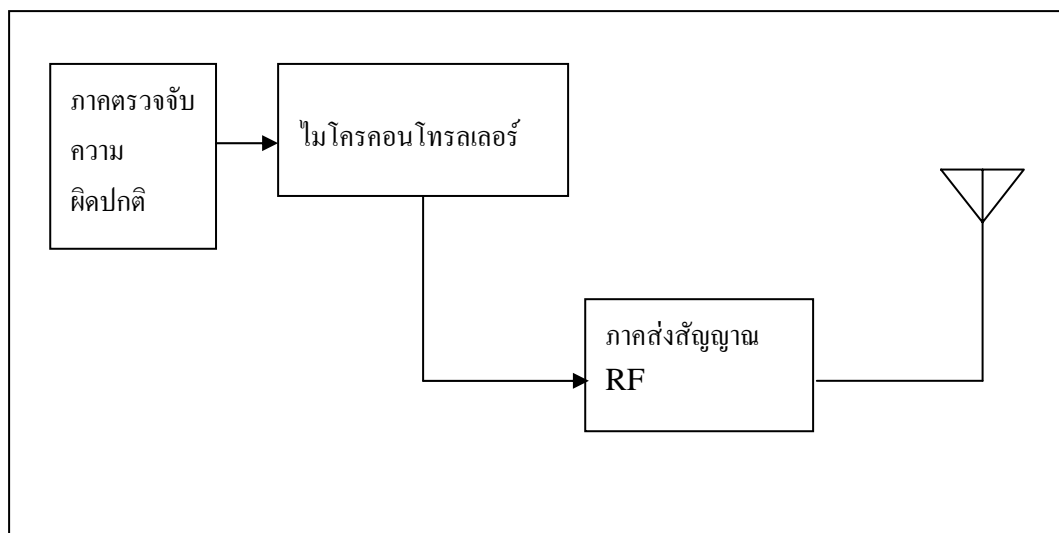 ภาคตรวจจับ
ความ
ผิดปกติ
ไมโครคอนโทรลเลอร์
ภาคส่งสัญญาณ
RF